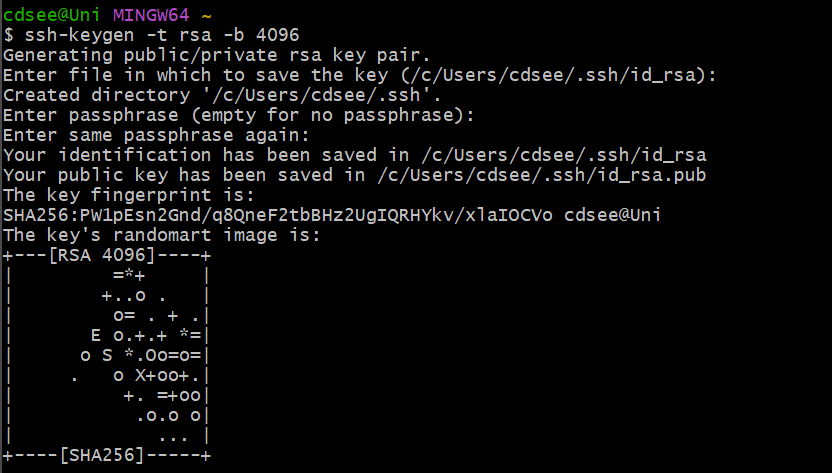 cdsee@Uni MINGW64 ~
$ ssh-keygen -t rsa -b 4096
Generating public/private rsa key pair.
Enter file in which to save the key (/c/Users/cdsee/.ssh/id_rsa):
Created directory '/c/Users/cdsee/.ssh'.
Enter passphrase (empty for no passphrase):
Enter same passphrase again:
Your identification has been saved in /c/Users/cdsee/.ssh/id_rsa
Your public key has been saved in /c/Users/cdsee/.ssh/id_rsa.pub
The key fingerprint is:
SHA256:PW1pEsn2Gnd/q8QneF2tbBHz2UgIQRHYkv/xlaIOCVo cdsee@Uni
The key's randomart image is:
+---[RSA 4096]----+
|        =*+     |
|       +..o .   |
|        o= . + .|
|      E o.+.+ *=|
|     o S *.Oo=o=|
|    .   o X+oo+.|
|         +. =+oo|
|          .o.o o|
|            ... |
+----[SHA256]-----+